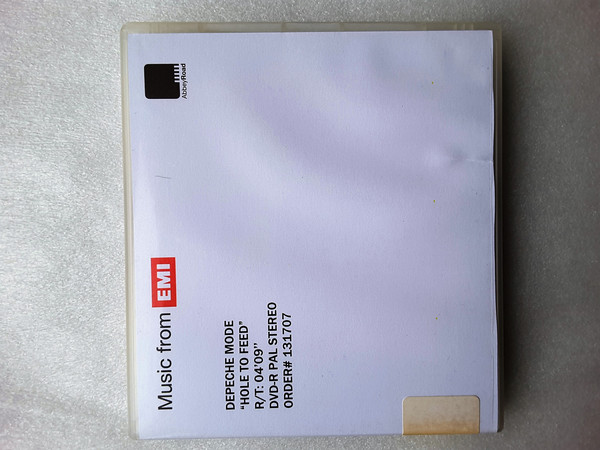 AbbeyRoad
Music from EMI
DEPECHE MODE
"HOLE TO FEED"
R/T: 04'09"
DVD-R PAL STEREO
ORDER# 131707